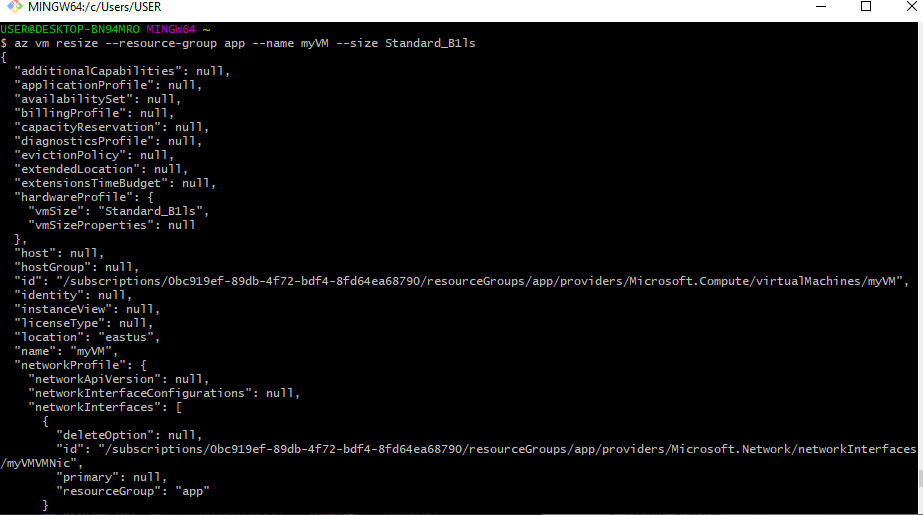 MINGW64:/c/Users/USER
USER@DESKTOP-BN94MRO MINGW64 ~
$ az vm resize --resource-group app --name myVM --size Standard_B1ls
{
  "additionalCapabilities": null,
  "applicationProfile": null,
  "availabilitySet": null,
  "billingProfile": null,
  "capacityReservation": null,
  "diagnosticsProfile": null,
  "evictionPolicy": null,
  "extendedLocation": null,
  "extensionsTimeBudget": null,
  "hardwareProfile": {
    "vmSize": "Standard_B1ls",
    "vmSizeProperties": null
  },
  "host": null,
  "hostGroup": null,
  "id": "/subscriptions/0bc919ef-89db-4f72-bdf4-8fd64ea68790/resourceGroups/app/providers/Microsoft.Compute/virtualMachines/myVM",
  "identity": null,
  "instanceView": null,
  "licenseType": null,
  "location": "eastus",
  "name": "myVM",
  "networkProfile": {
    "networkApiVersion": null,
    "networkInterfaceConfigurations": null,
    "networkInterfaces": [
      {
        "deleteOption": null,
        "id": "/subscriptions/0bc919ef-89db-4f72-bdf4-8fd64ea68790/resourceGroups/app/providers/Microsoft.Network/networkInterfaces
/myVMVMNic",
        "primary": null,
        "resourceGroup": "app"
      }